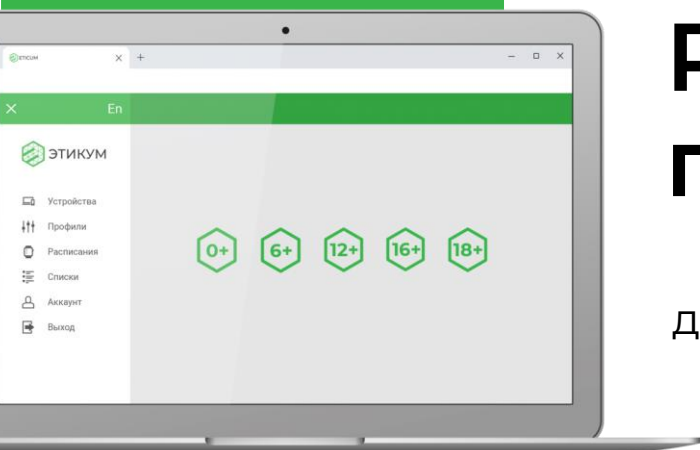 ЭТИКУМ
En
ЭТИКУМ
Устройства
Профили
Расписания
Списки
Аккаунт
Выход
0+
6+
12+
16+
18+